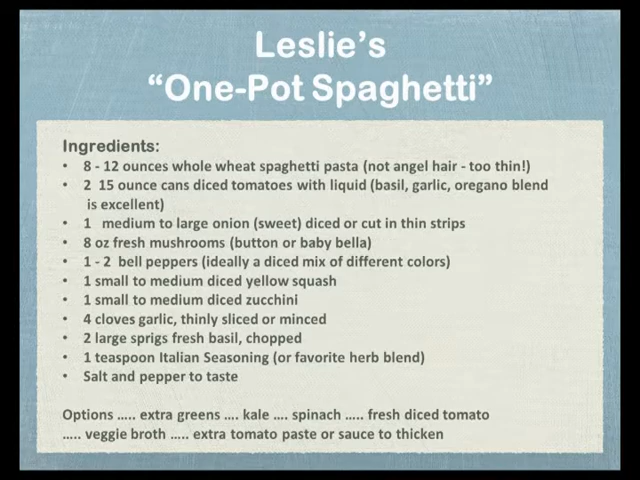 Leslie's
"One-Pot Spaghetti"
Ingredients:
• 8 - 12 ounces whole wheat spaghetti pasta (not angel hair - too thin!)
• 2 15 ounce cans diced tomatoes with liquid (basil, garlic, oregano blend
is excellent)
• 1 medium to large onion (sweet) diced or cut in thin strips
• 8 oz fresh mushrooms (button or baby bella)
• 1 - 2 bell peppers (ideally a diced mix of different colors)
• 1 small to medium diced yellow squash
• 1 small to medium diced zucchini
• 4 cloves garlic, thinly sliced or minced
• 2 large sprigs fresh basil, chopped
• 1 teaspoon Italian Seasoning (or favorite herb blend)
• Salt and pepper to taste
Options ..... extra greens .... kale .... spinach ..... fresh diced tomato
..... veggie broth ..... extra tomato paste or sauce to thicken